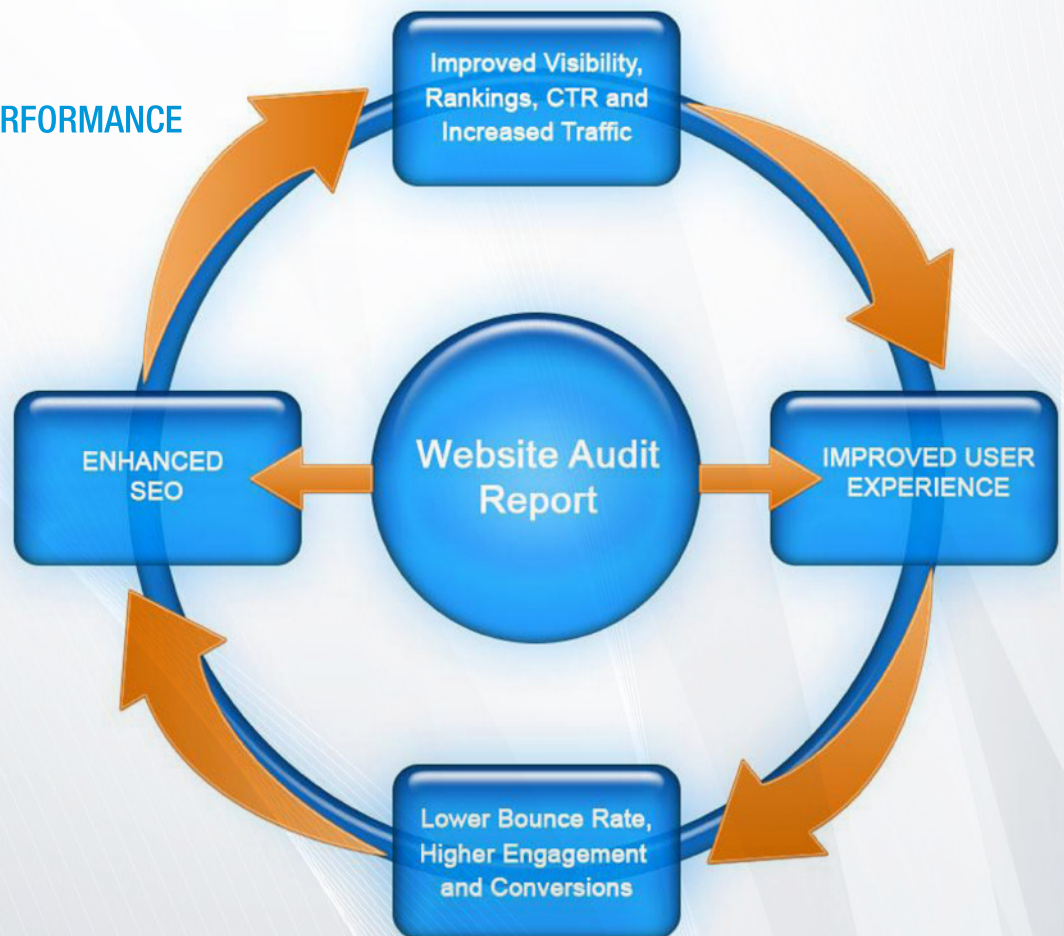 RFORMANCE
Improved Visibility,
Rankings, CTR and
Increased Traffic
ENHANCED
SEO
Website Audit
Report
IMPROVED USER
EXPERIENCE
Lower Bounce Rate,
Higher Engagement
and Conversions